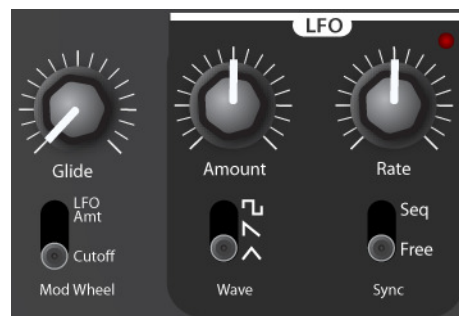 LFO
Glide
Amount
Rate
LFO
Amt
Cutoff
Seq
Free
Mod Wheel
Wave
Sync